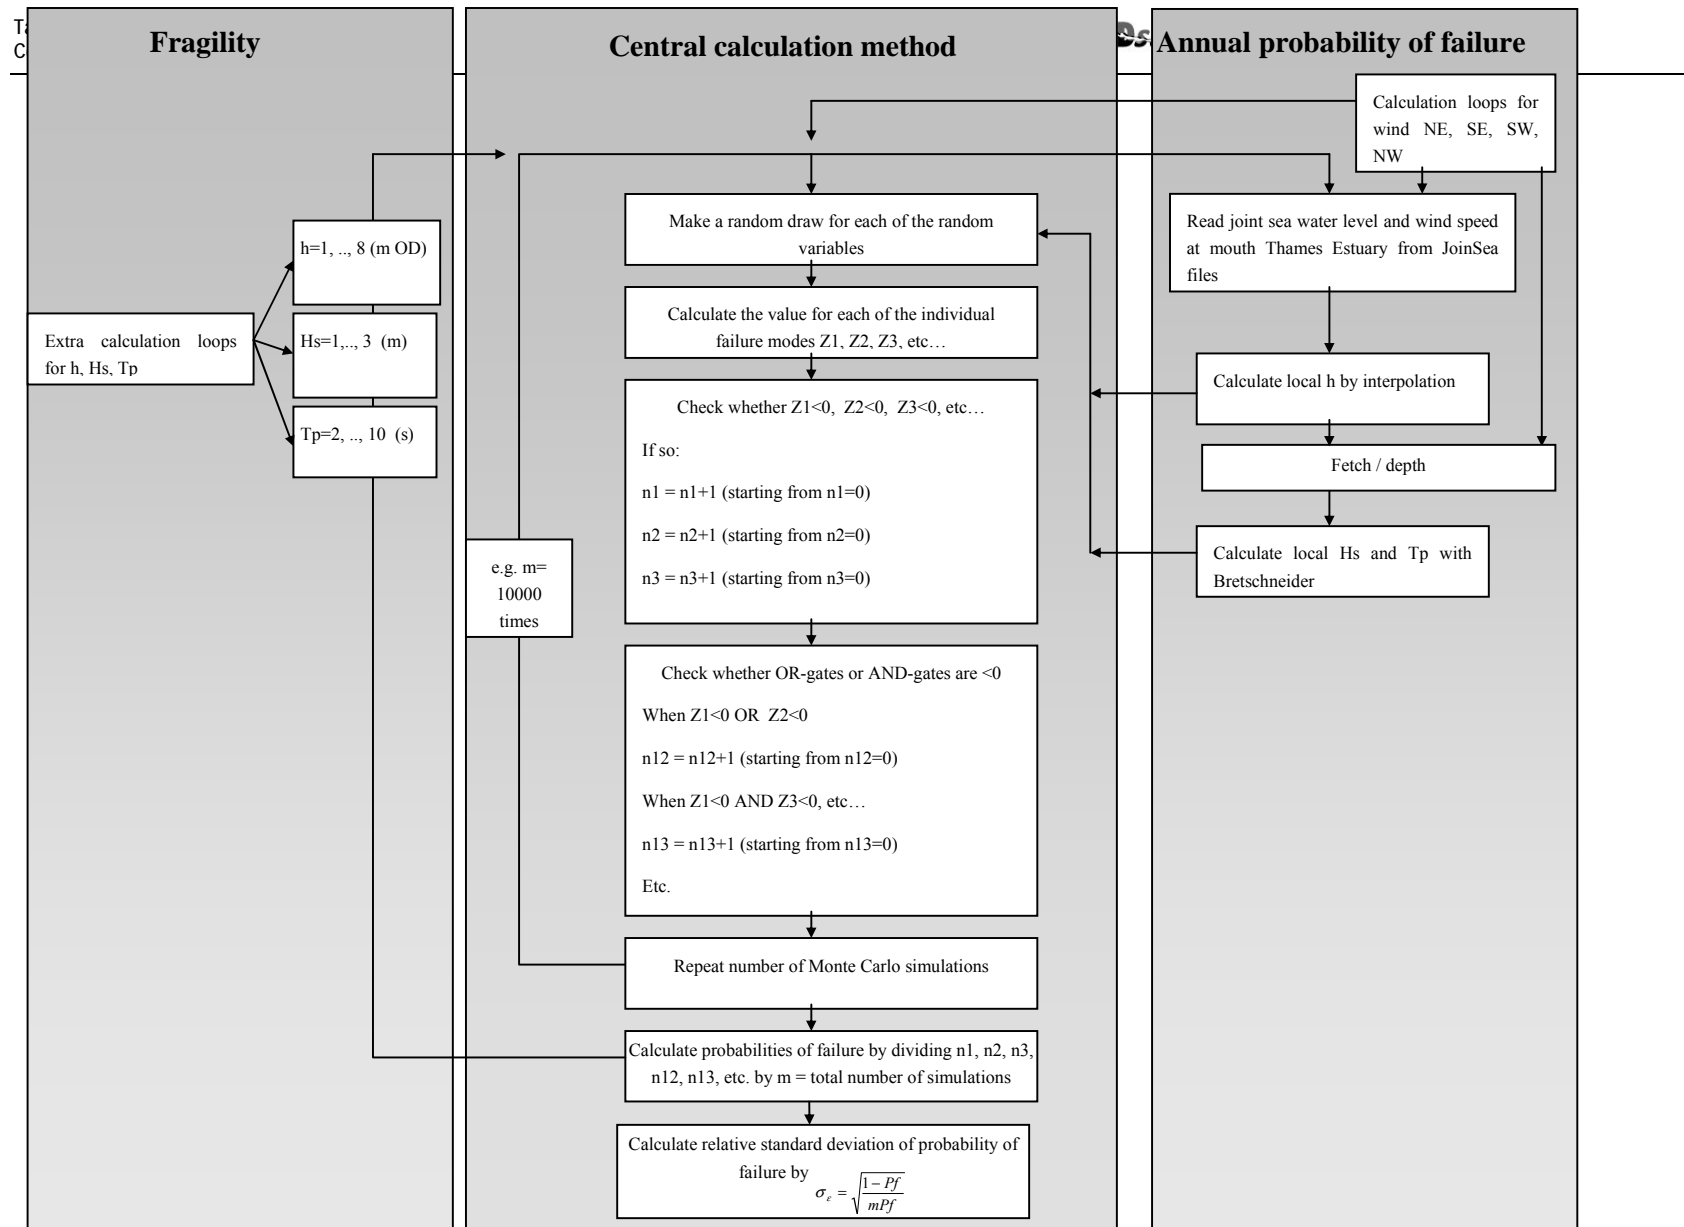 Fragility
Extra calculation loops
for h, Hs, Tp
h=1, .., 8 (m OD)
Hs=1,.., 3 (m)
Tp=2, .., 10 (s)
Central calculation method
Make a random draw for each of the random
variables
Calculate the value for each of the individual
failure modes Z1, Z2, Z3, etc…
Check whether Z1<0, Z2<0, Z3<0, etc…
If so:
n1 = n1+1 (starting from n1=0)
n2 = n2+1 (starting from n2=0)
n3 = n3+1 (starting from n3=0)
e.g. m=
10000
times
Check whether OR-gates or AND-gates are <0
When Z1<0 OR Z2<0
n12 = n12+1 (starting from n12=0)
When Z1<0 AND Z3<0, etc…
n13 = n13+1 (starting from n13=0)
Etc.
Repeat number of Monte Carlo simulations
Calculate probabilities of failure by dividing n1, n2, n3,
n12, n13, etc. by m = total number of simulations
Calculate relative standard deviation of probability of
failure by σε = √((1 − Pf)/(mPf))
Annual probability of failure
Calculation loops for
wind NE, SE, SW,
NW
Read joint sea water level and wind speed
at mouth Thames Estuary from JoinSea
files
Calculate local h by interpolation
Fetch / depth
Calculate local Hs and Tp with
Bretschneider